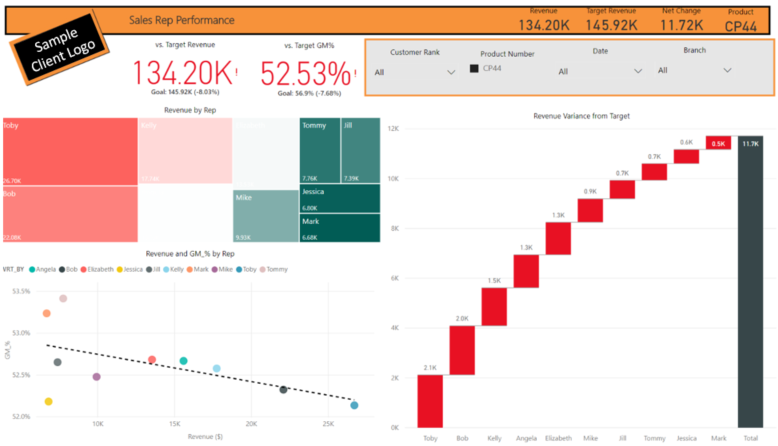 Sales Rep Performance
Revenue
134.20K
Target Revenue
145.92K
Net Change
11.72K
Product
CP44
Sample
Client Logo
vs. Target Revenue
134.20K!
Goal: 145.92K (-8.03%)
vs. Target GM%
52.53%!
Goal: 56.9% (-7.68%)
Customer Rank
All
Product Number
CP44
Date
All
Branch
All
Revenue by Rep
Toby
26.70K
Bob
22.08K
Kelly
Mike
9.93K
Tommy
7.76K
Jill
7.39K
Jessica
6.80K
Mark
6.68K
Revenue and GM_% by Rep
WRT_BY Angela Bob Elizabeth Jessica Jill Kelly Mark Mike Toby Tommy
GM_%
53.5%
53.0%
52.5%
52.0%
10K 15K 20K 25K
Revenue ($)
Revenue Variance from Target
12K
10K
8K
6K
4K
2K
0K
2.1K
2.0K
1.5K
1.3K
1.3K
0.9K
0.7K
0.7K
0.6K
0.5K
11.7K
Toby Bob Kelly Angela Elizabeth Mike Jill Tommy Jessica Mark Total